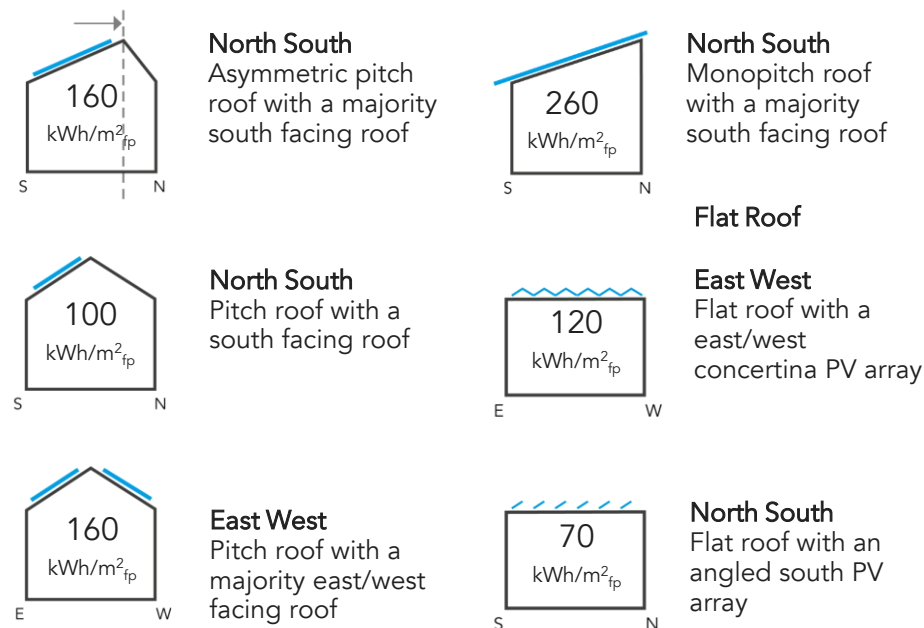 North South
Asymmetric pitch
roof with a majority
south facing roof
160
kWh/m²fp
S N
North South
Monopitch roof
with a majority
south facing roof
260
kWh/m²fp
S N
Flat Roof
North South
Pitch roof with a
south facing roof
100
kWh/m²fp
S N
East West
Flat roof with a
east/west
concertina PV array
120
kWh/m²fp
E W
East West
Pitch roof with a
majority east/west
facing roof
160
kWh/m²fp
E W
North South
Flat roof with an
angled south PV
array
70
kWh/m²fp
S N